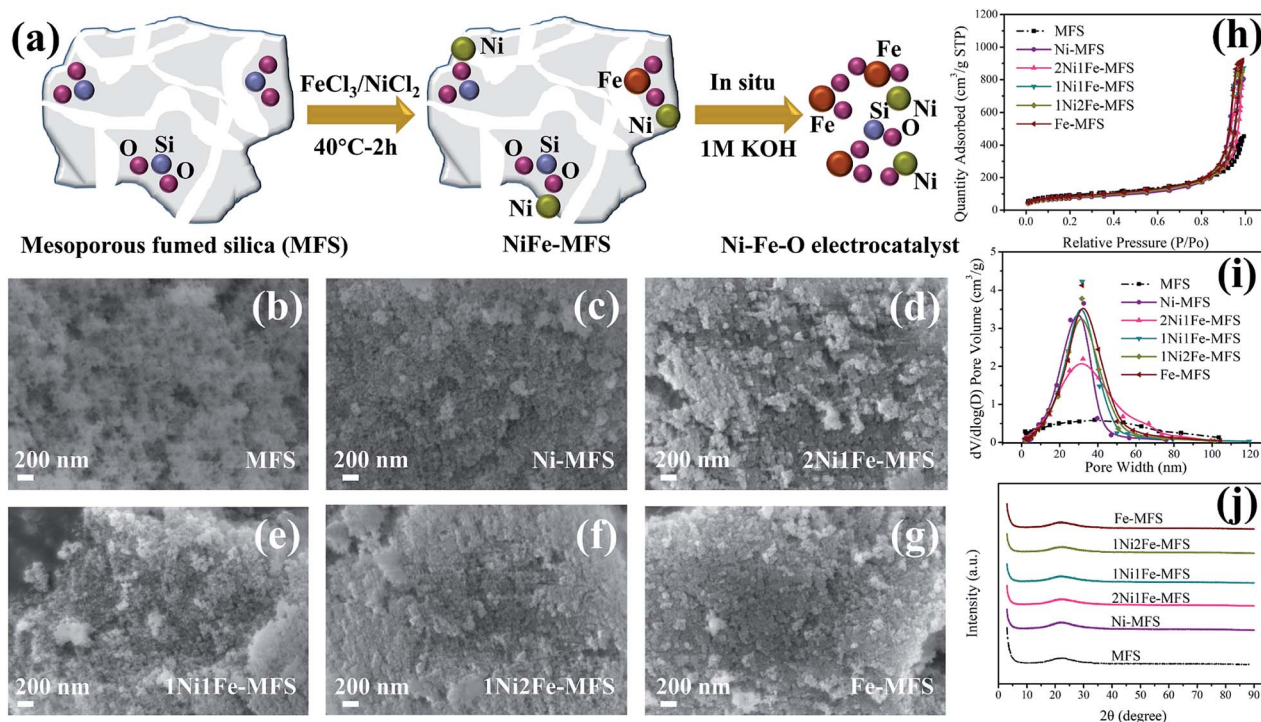 (a)
Ni
Fe
Ni
O
Si
O
Ni
FeCl₃/NiCl₂
40°C-2h
O
Si
O
In situ
1M KOH
Fe
Ni
Si
O
Fe
Ni
Mesoporous fumed silica (MFS)
NiFe-MFS
Ni-Fe-O electrocatalyst
(h)
Quantity Adsorbed (cm³/g STP)
1200
1000
800
600
400
200
0
MFS
Ni-MFS
2Ni1Fe-MFS
1Ni1Fe-MFS
1Ni2Fe-MFS
Fe-MFS
0.0 0.2 0.4 0.6 0.8 1.0
Relative Pressure (P/Po)
(b)
200 nm
MFS
(c)
200 nm
Ni-MFS
(d)
200 nm
2Ni1Fe-MFS
(i)
dV/dlog(D) Pore Volume (cm³/g)
5
4
3
2
1
0
MFS
Ni-MFS
2Ni1Fe-MFS
1Ni1Fe-MFS
1Ni2Fe-MFS
Fe-MFS
0 20 40 60 80 100 120
Pore Width (nm)
(e)
200 nm
1Ni1Fe-MFS
(f)
200 nm
1Ni2Fe-MFS
(g)
200 nm
Fe-MFS
(j)
Intensity (a.u.)
Fe-MFS
1Ni2Fe-MFS
1Ni1Fe-MFS
2Ni1Fe-MFS
Ni-MFS
MFS
0 10 20 30 40 50 60 70 80 90
2θ (degree)